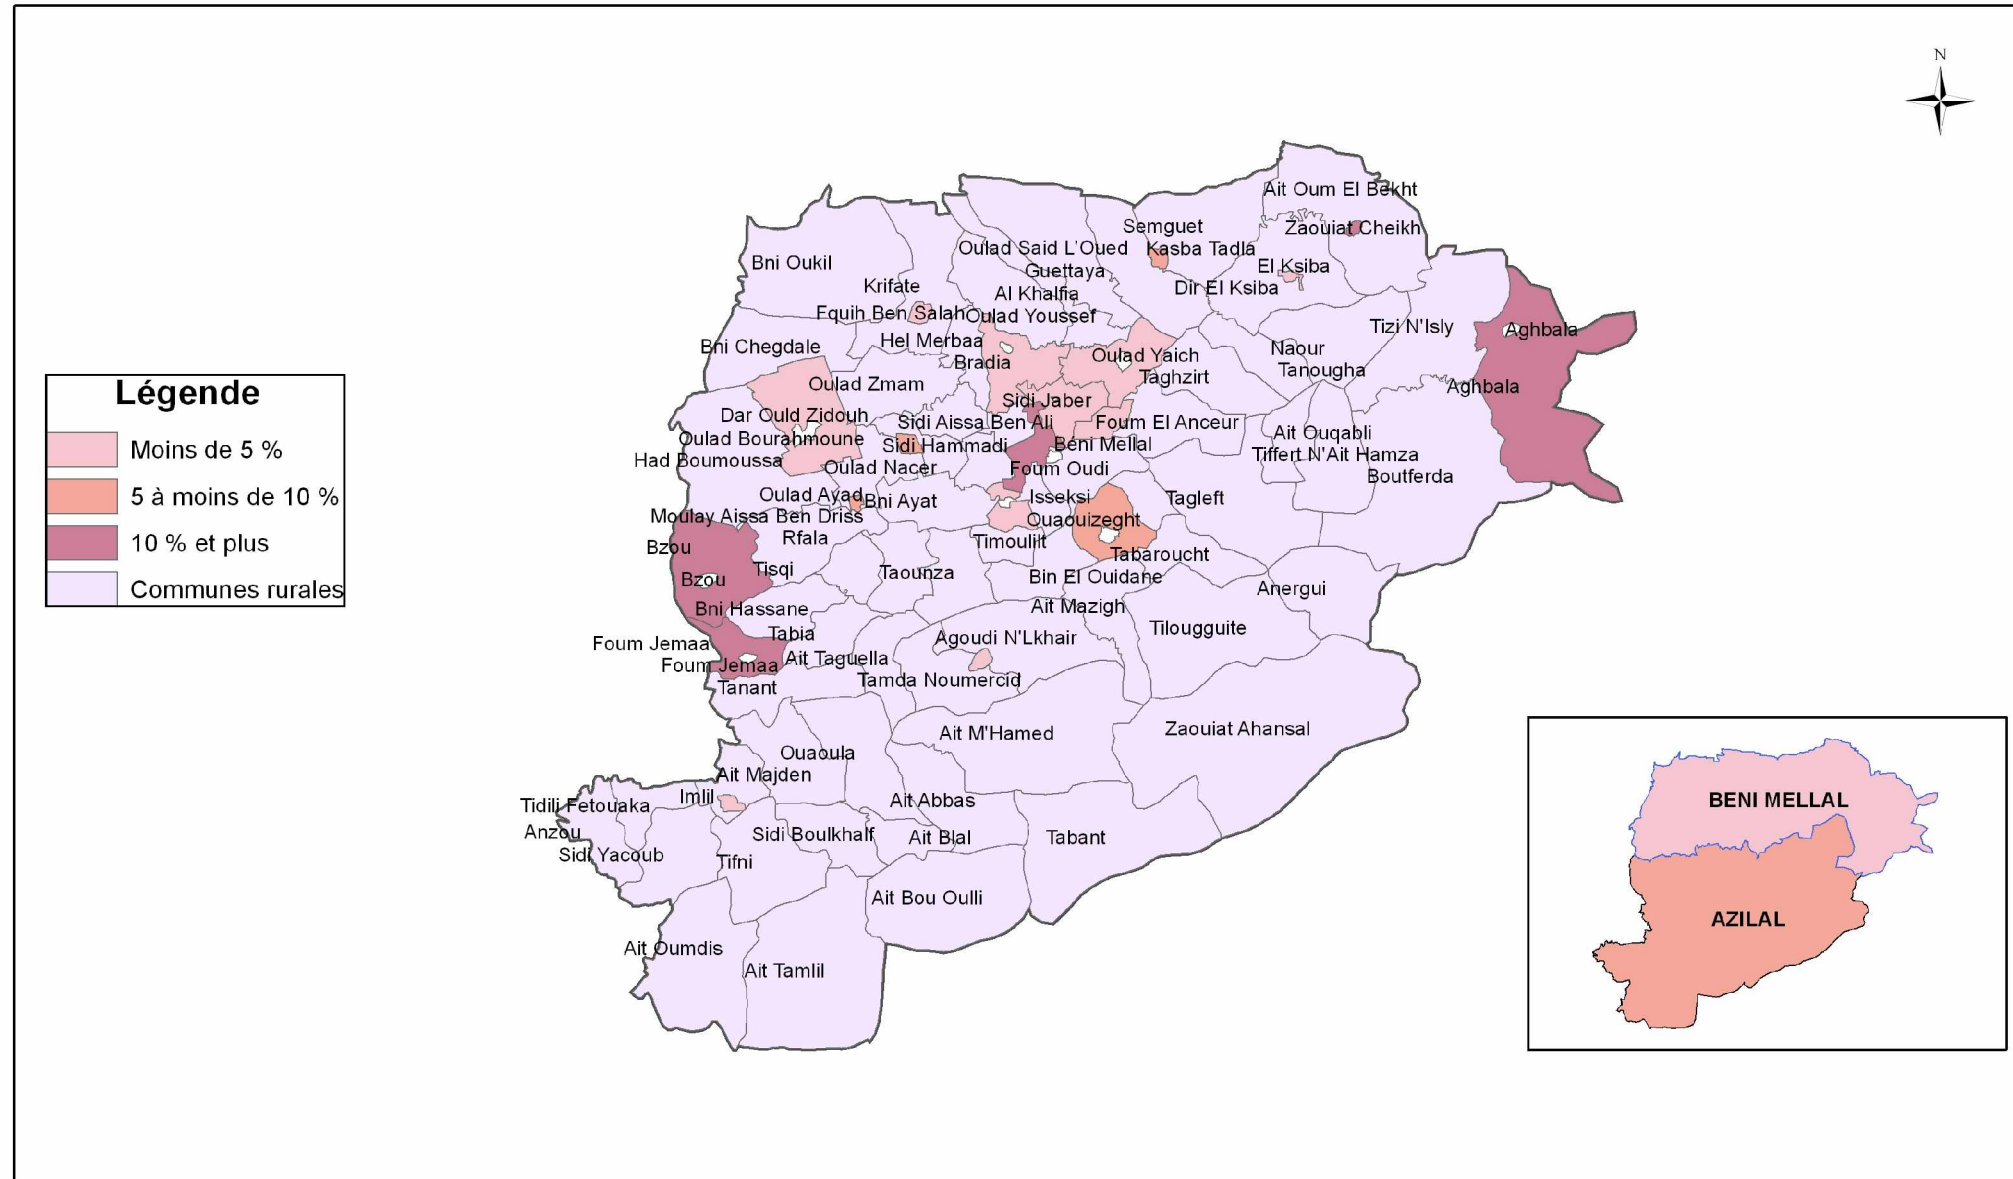 N
Ait Oum El Bekht
Semguet
Zaouiat Cheikh
Oulad Said L'Oued
Kasba Tadla
Bni Oukil
El Ksiba
Guettaya
Krifate
Dir El Ksiba
Al Khalfia
Fquih Ben Salah
Oulad Youssef
Tizi N'Isly
Aghbala
Hel Merbaa
Bni Chegdale
Naour
Bradia
Oulad Yaich
Tanougha
Taghzirt
Oulad Zmam
Aghbala
Sidi Jaber
Dar Ould Zidouh
Sidi Aissa Ben Ali
Foum El Anceur
Ait Ouqabli
Oulad Bourahmoune
Sidi Hammadi
Béni Mellal
Tiffert N'Ait Hamza
Had Boumoussa
Oulad Nacer
Foum Oudi
Boutferda
Oulad Ayad
Bni Ayat
Isseksi
Tagleft
Moulay Aissa Ben Driss
Ouaouizeght
Rfala
Timoulilt
Bzou
Tabaroucht
Tisqi
Taounza
Bin El Ouidane
Bzou
Anergui
Bni Hassane
Ait Mazigh
Tabia
Agoudi N'Lkhair
Tilougguite
Foum Jemaa
Ait Taguella
Foum Jemaa
Tanant
Tamda Noumercid
Ait M'Hamed
Zaouiat Ahansal
Ouaoula
Ait Majden
Imlil
Ait Abbas
Tidili Fetouaka
Anzou
Sidi Boulkhalf
Ait Blal
Tabant
Sidi Yacoub
Tifni
Ait Bou Oulli
Ait Oumdis
Ait Tamlil
Légende
Moins de 5 %
5 à moins de 10 %
10 % et plus
Communes rurales
BENI MELLAL
AZILAL